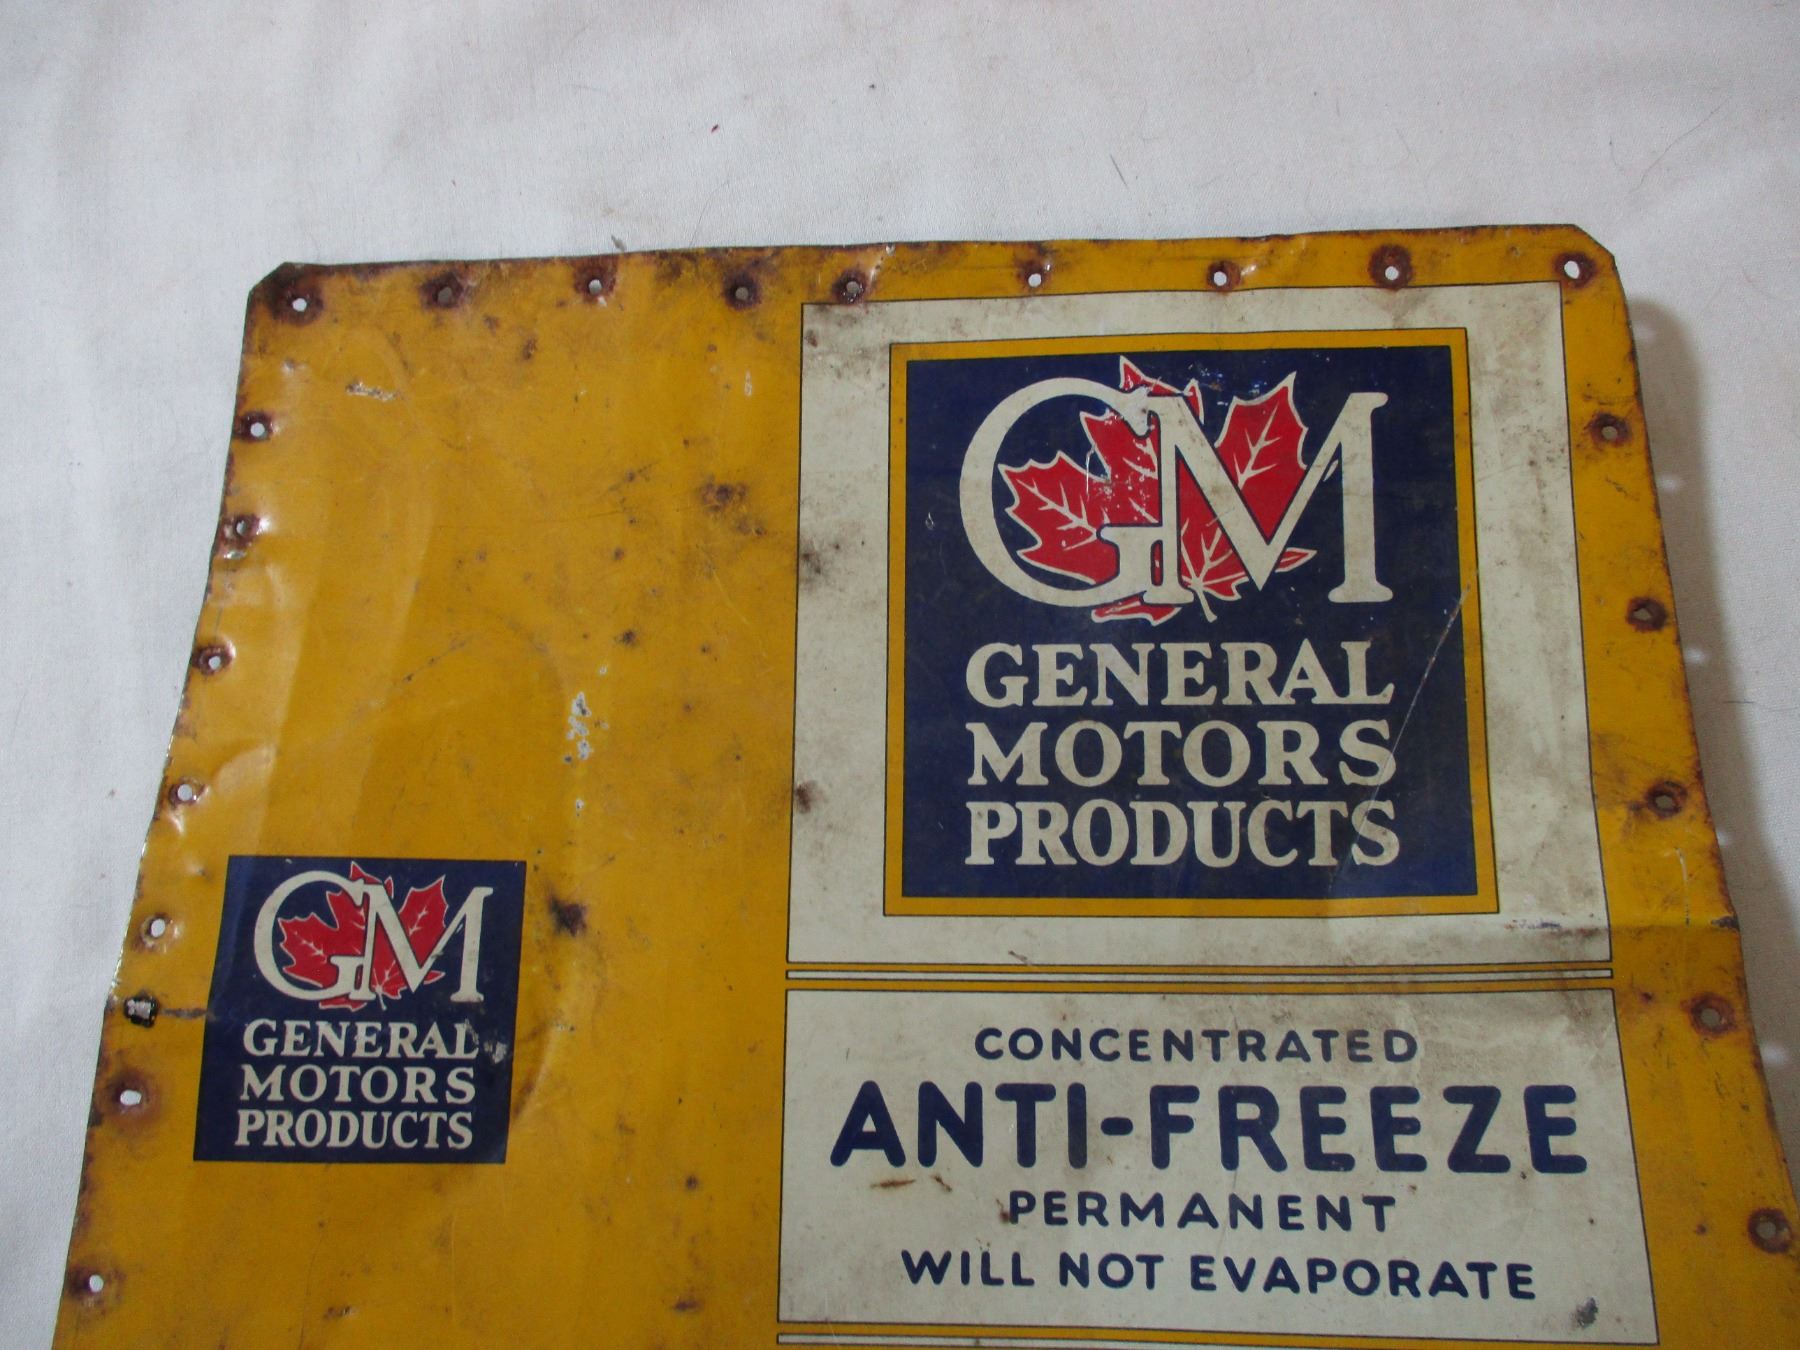 GM
GENERAL
MOTORS
PRODUCTS
CONCENTRATED
ANTI-FREEZE
PERMANENT
WILL NOT EVAPORATE
GM
GENERAL
MOTORS
PRODUCTS